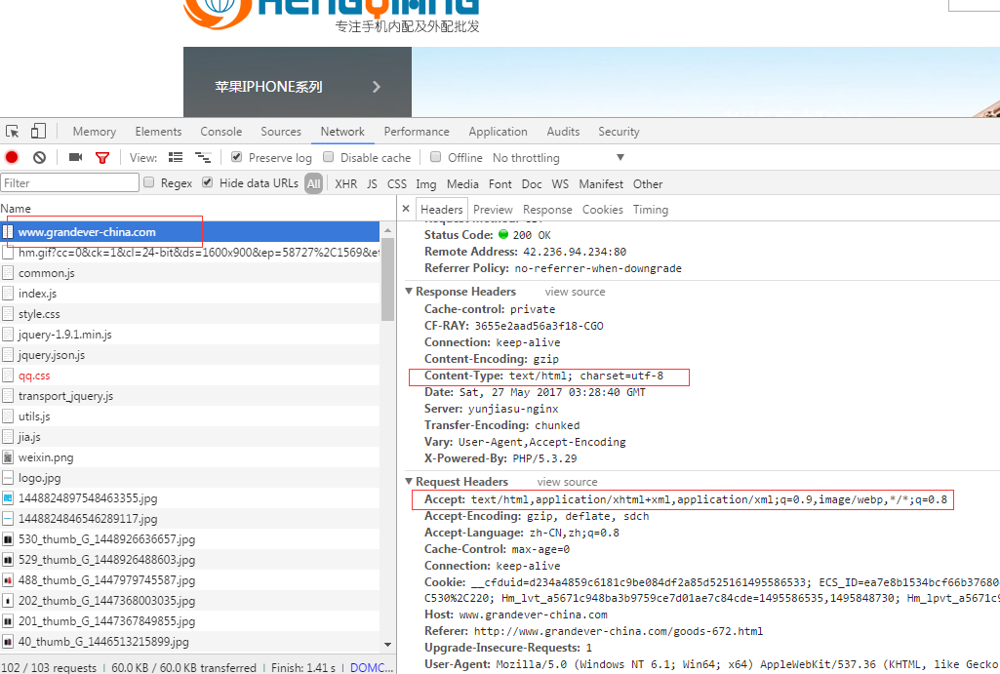 HENGQIANG
专注手机内配及外配批发
苹果IPHONE系列
Memory Elements Console Sources Network Performance Application Audits Security
View: Preserve log Disable cache Offline No throttling
Filter Regex Hide data URLs All XHR JS CSS Img Media Font Doc WS Manifest Other
Name
www.grandever-china.com
hm.gif?cc=0&ck=1&cl=24-bit&ds=1600x900&ep=58727%2C1569&et
common.js
index.js
style.css
jquery-1.9.1.min.js
jquery.json.js
qq.css
transport_jquery.js
utils.js
jia.js
weixin.png
logo.jpg
1448824897548463355.jpg
1448824846546289117.jpg
530_thumb_G_1448926636657.jpg
529_thumb_G_1448926488603.jpg
488_thumb_G_1447979745587.jpg
202_thumb_G_1447368003035.jpg
201_thumb_G_1447367849855.jpg
40_thumb_G_1446513215899.jpg
102 / 103 requests | 60.0 KB / 60.0 KB transferred | Finish: 1.41 s | DOMC...
× Headers Preview Response Cookies Timing
Status Code: 200 OK
Remote Address: 42.236.94.234:80
Referrer Policy: no-referrer-when-downgrade
Response Headers view source
Cache-control: private
CF-RAY: 3655e2aad56a3f18-CGO
Connection: keep-alive
Content-Encoding: gzip
Content-Type: text/html; charset=utf-8
Date: Sat, 27 May 2017 03:28:40 GMT
Server: yunjiasu-nginx
Transfer-Encoding: chunked
Vary: User-Agent,Accept-Encoding
X-Powered-By: PHP/5.3.29
Request Headers view source
Accept: text/html,application/xhtml+xml,application/xml;q=0.9,image/webp,*/*;q=0.8
Accept-Encoding: gzip, deflate, sdch
Accept-Language: zh-CN,zh;q=0.8
Cache-Control: max-age=0
Connection: keep-alive
Cookie: __cfduid=d234a4859c6181c9be084df2a85d525161495586533; ECS_ID=ea7e8b1534bcf66b37680
C530%2C220; Hm_lvt_a5671c948ba3b9759ce7d01ae7c84cde=1495586535,1495848730; Hm_lpvt_a5671c9
Host: www.grandever-china.com
Referer: http://www.grandever-china.com/goods-672.html
Upgrade-Insecure-Requests: 1
User-Agent: Mozilla/5.0 (Windows NT 6.1; Win64; x64) AppleWebKit/537.36 (KHTML, like Gecko